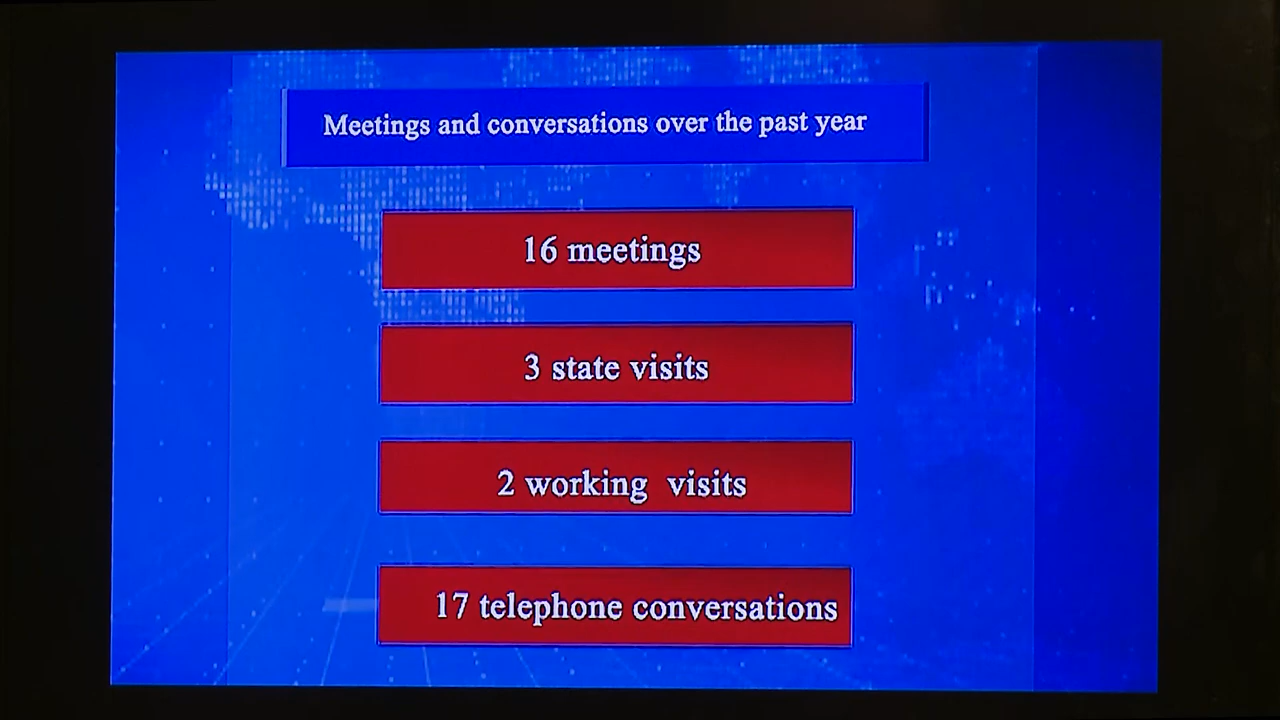 Meetings and conversations over the past year
16 meetings
3 state visits
2 working visits
17 telephone conversations